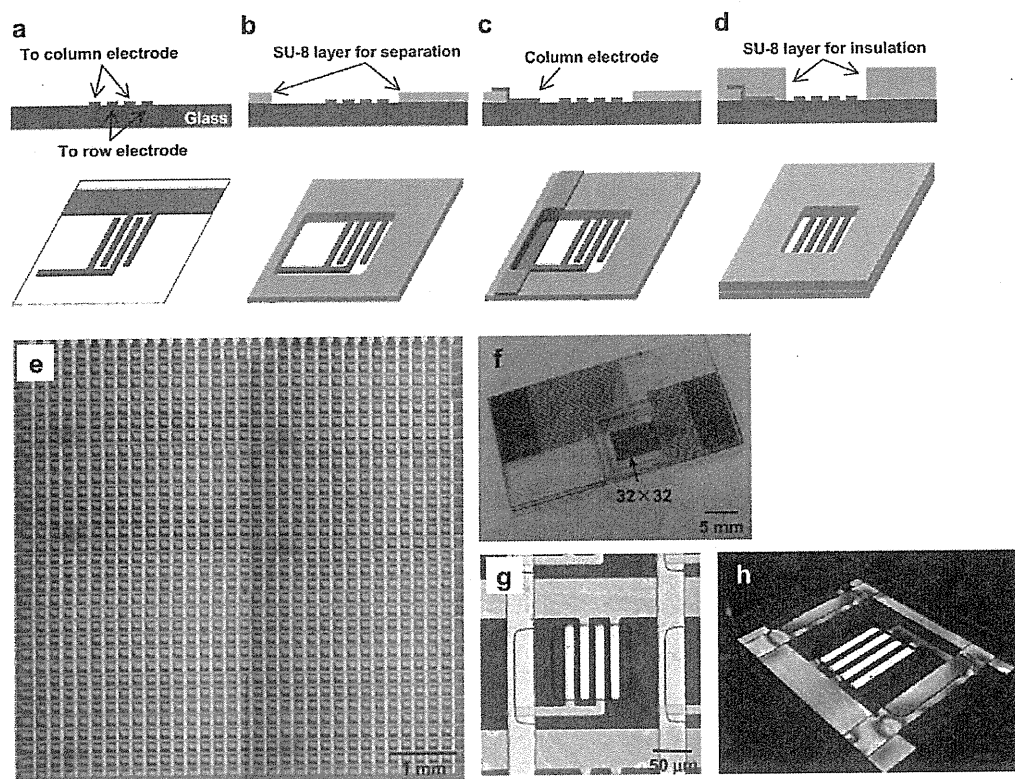 a
To column electrode
Glass
To row electrode
b
SU-8 layer for separation
c
Column electrode
d
SU-8 layer for insulation
e
1 mm
f
32×32
5 mm
g
50 µm
h